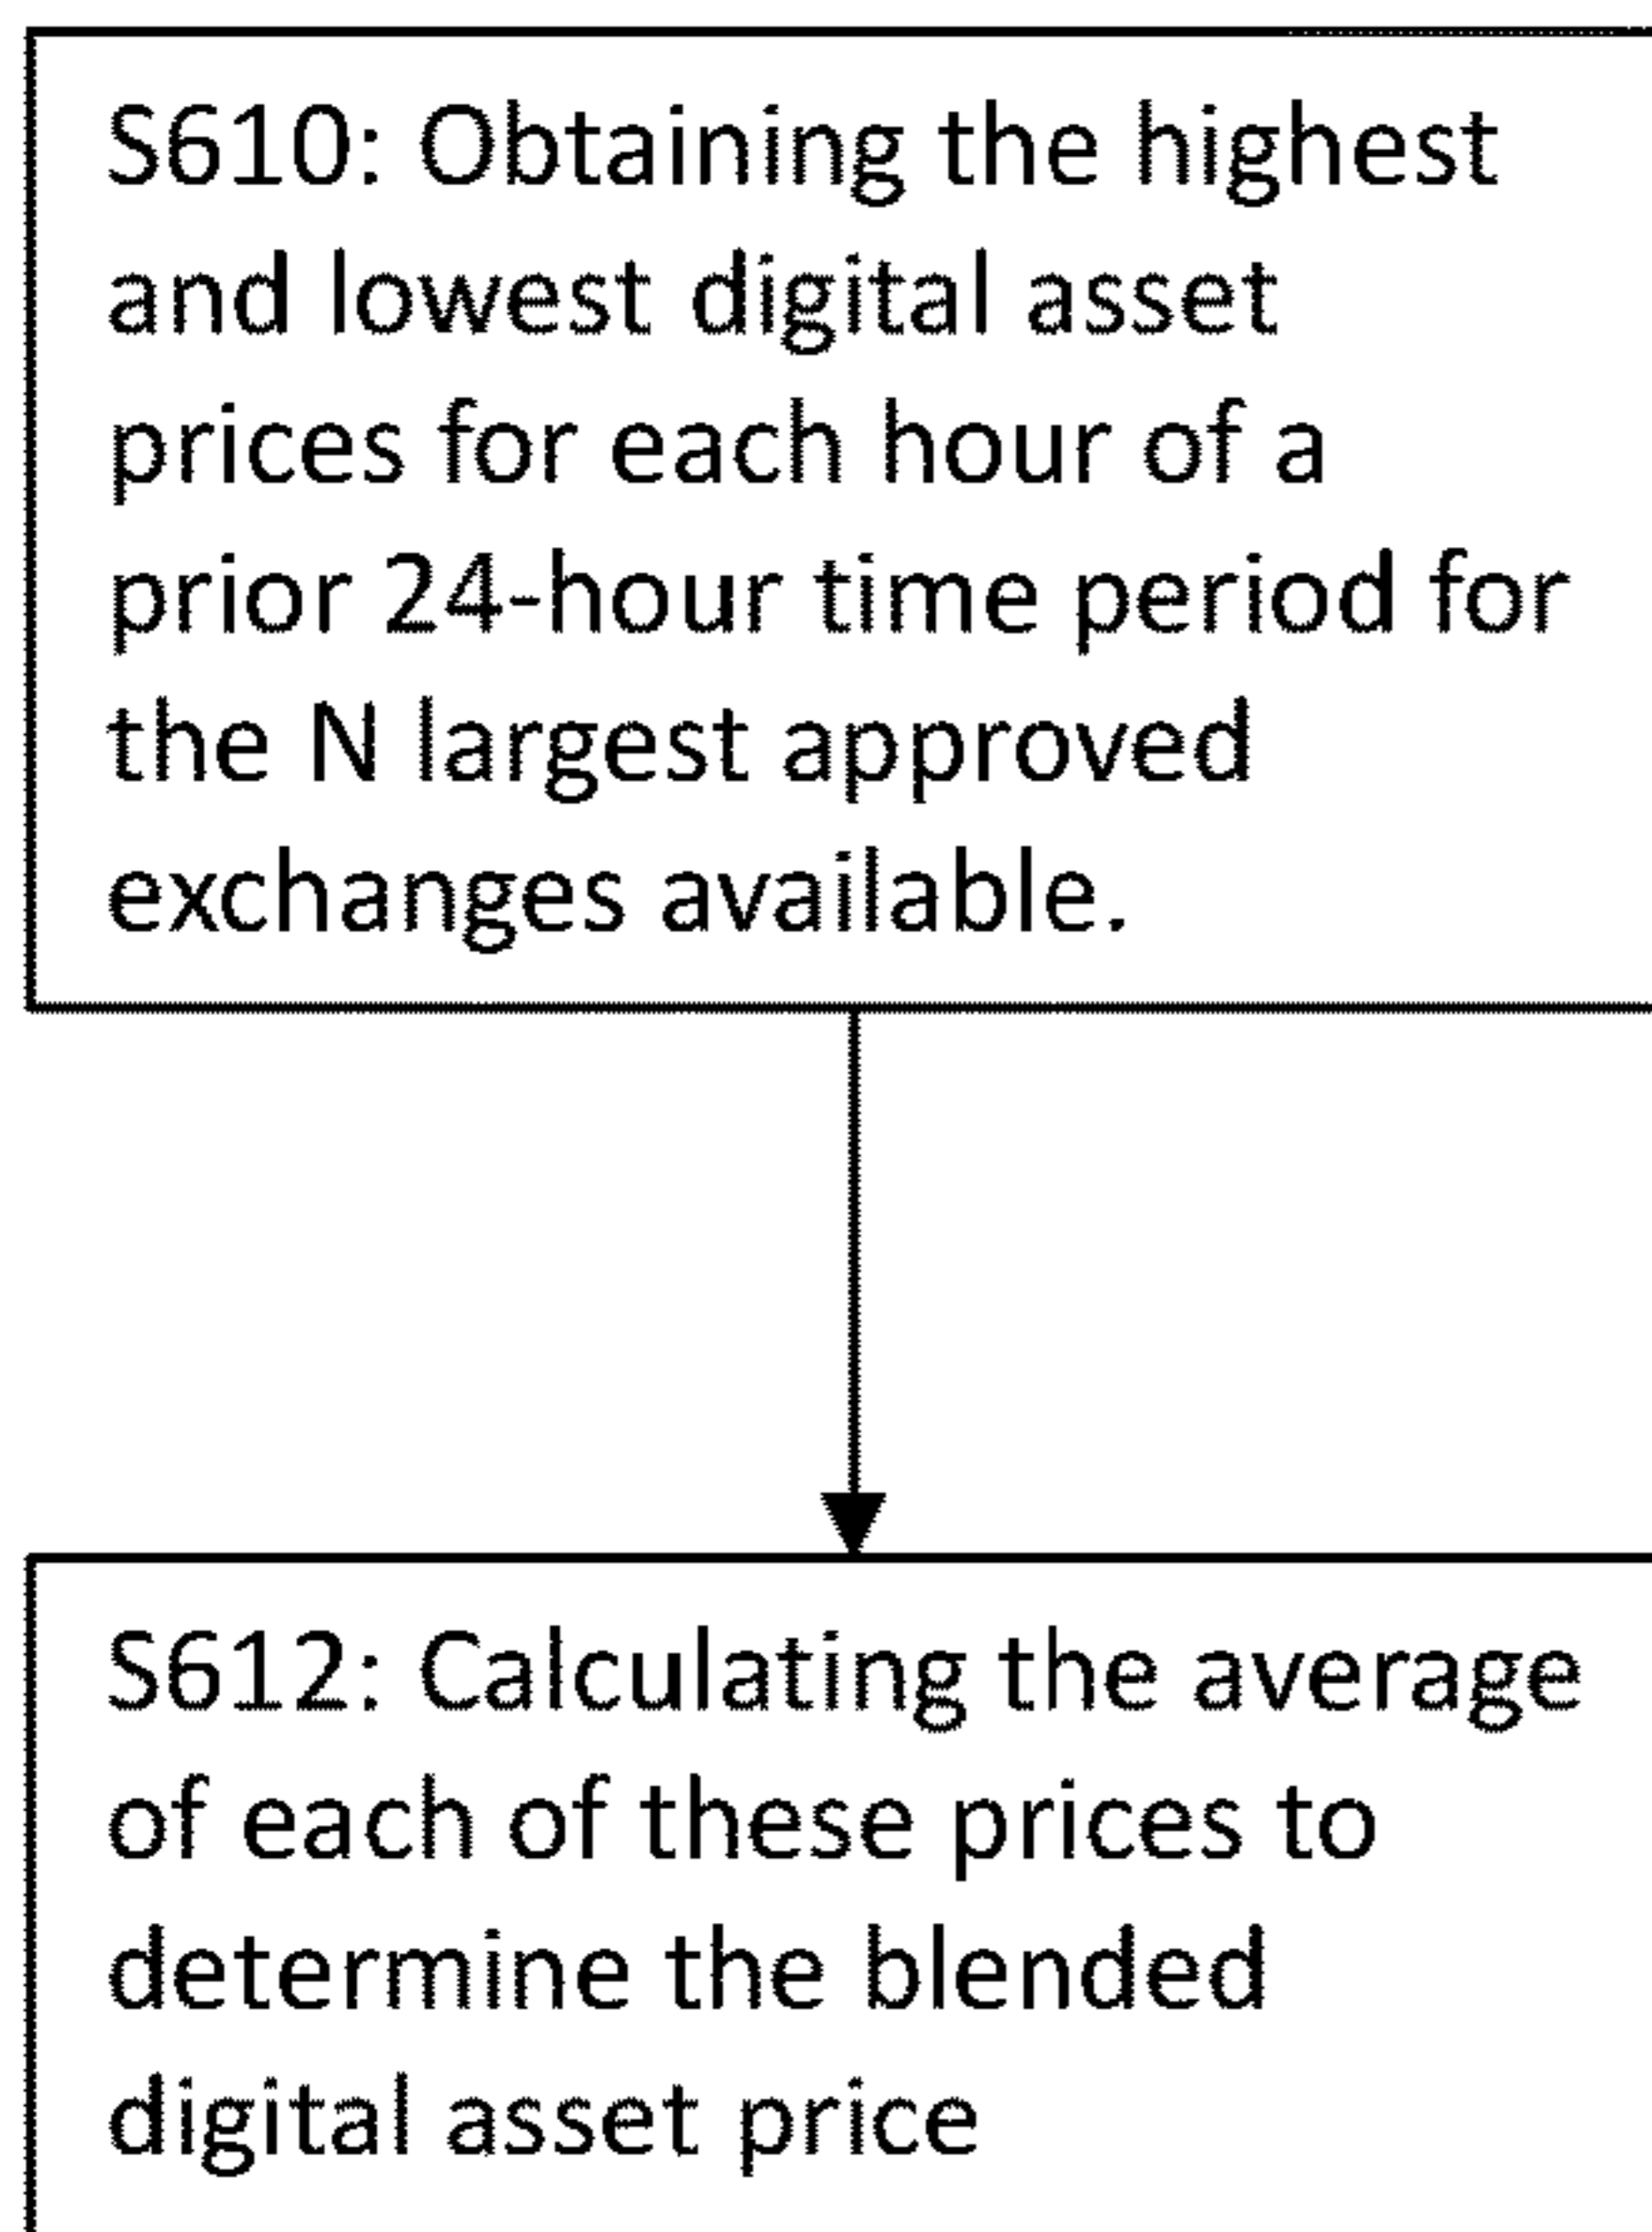 S610: Obtaining the highest
and lowest digital asset
prices for each hour of a
prior 24-hour time period for
the N largest approved
exchanges available.
S612: Calculating the average
of each of these prices to
determine the blended
digital asset price